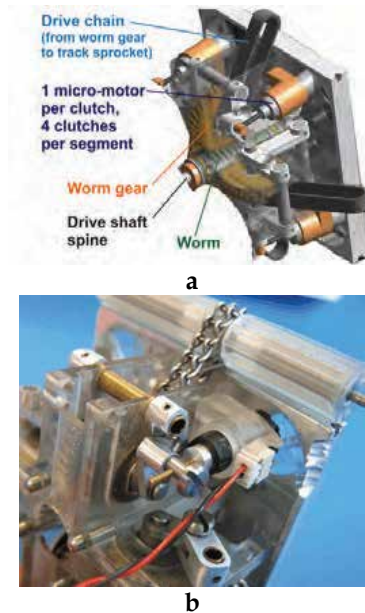 Drive chain
(from worm gear
to track sprocket)
1 micro-motor
per clutch,
4 clutches
per segment
Worm gear
Drive shaft
spine
Worm
a
b